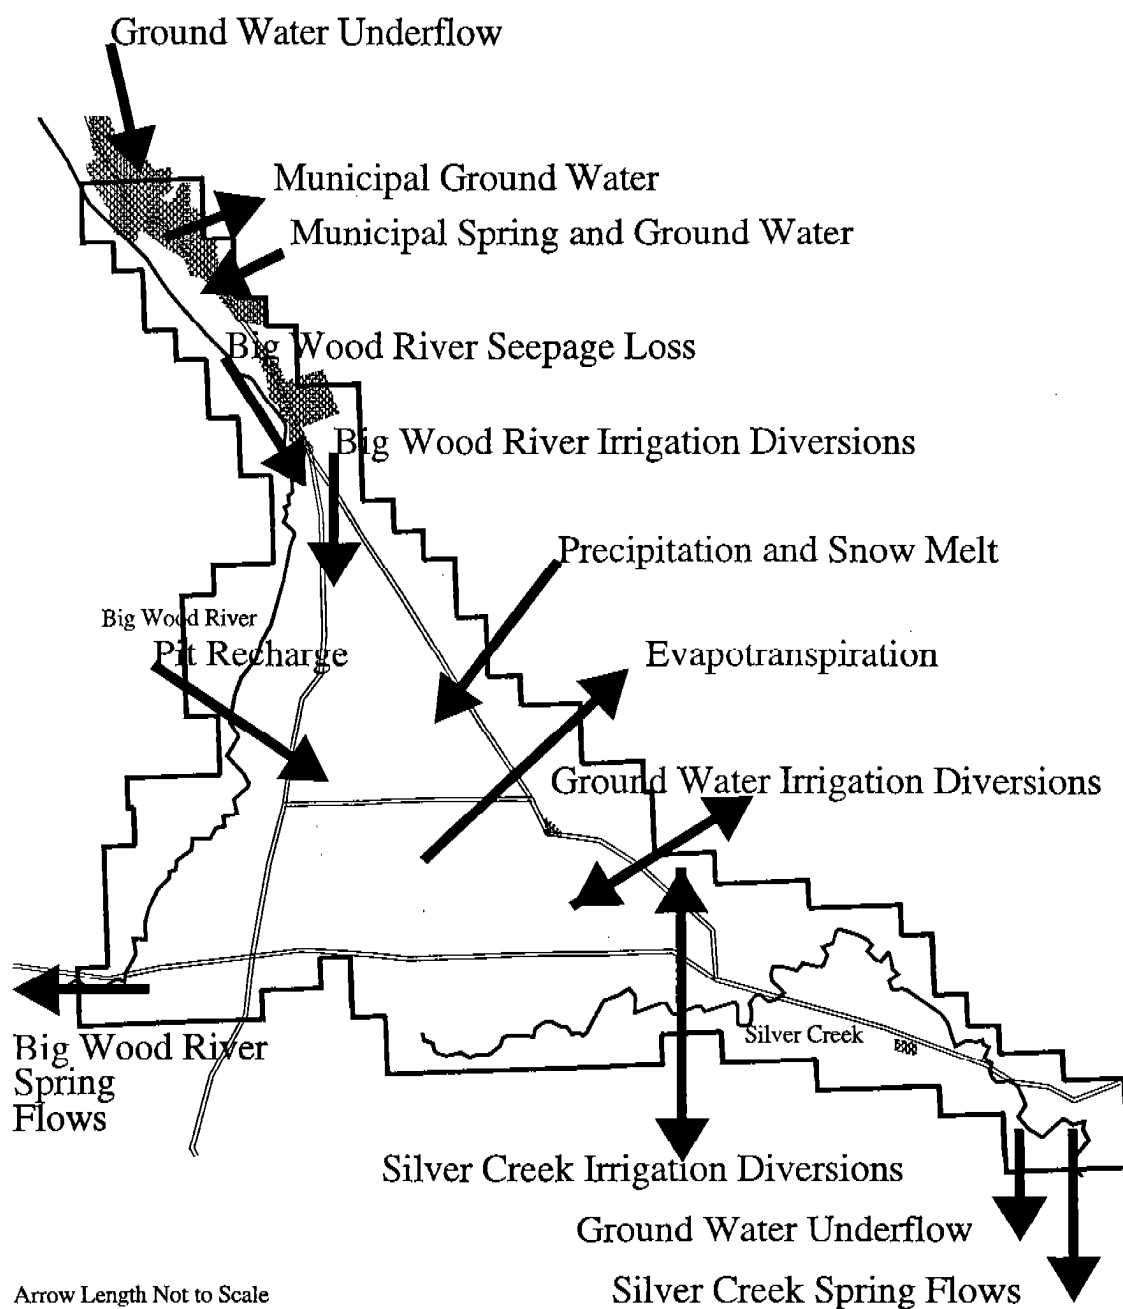 Ground Water Underflow
Municipal Ground Water
Municipal Spring and Ground Water
Big Wood River Seepage Loss
Big Wood River Irrigation Diversions
Precipitation and Snow Melt
Big Wood River
Pit Recharge
Evapotranspiration
Ground Water Irrigation Diversions
Silver Creek
Big Wood River
Spring
Flows
Silver Creek Irrigation Diversions
Ground Water Underflow
Silver Creek Spring Flows
Arrow Length Not to Scale